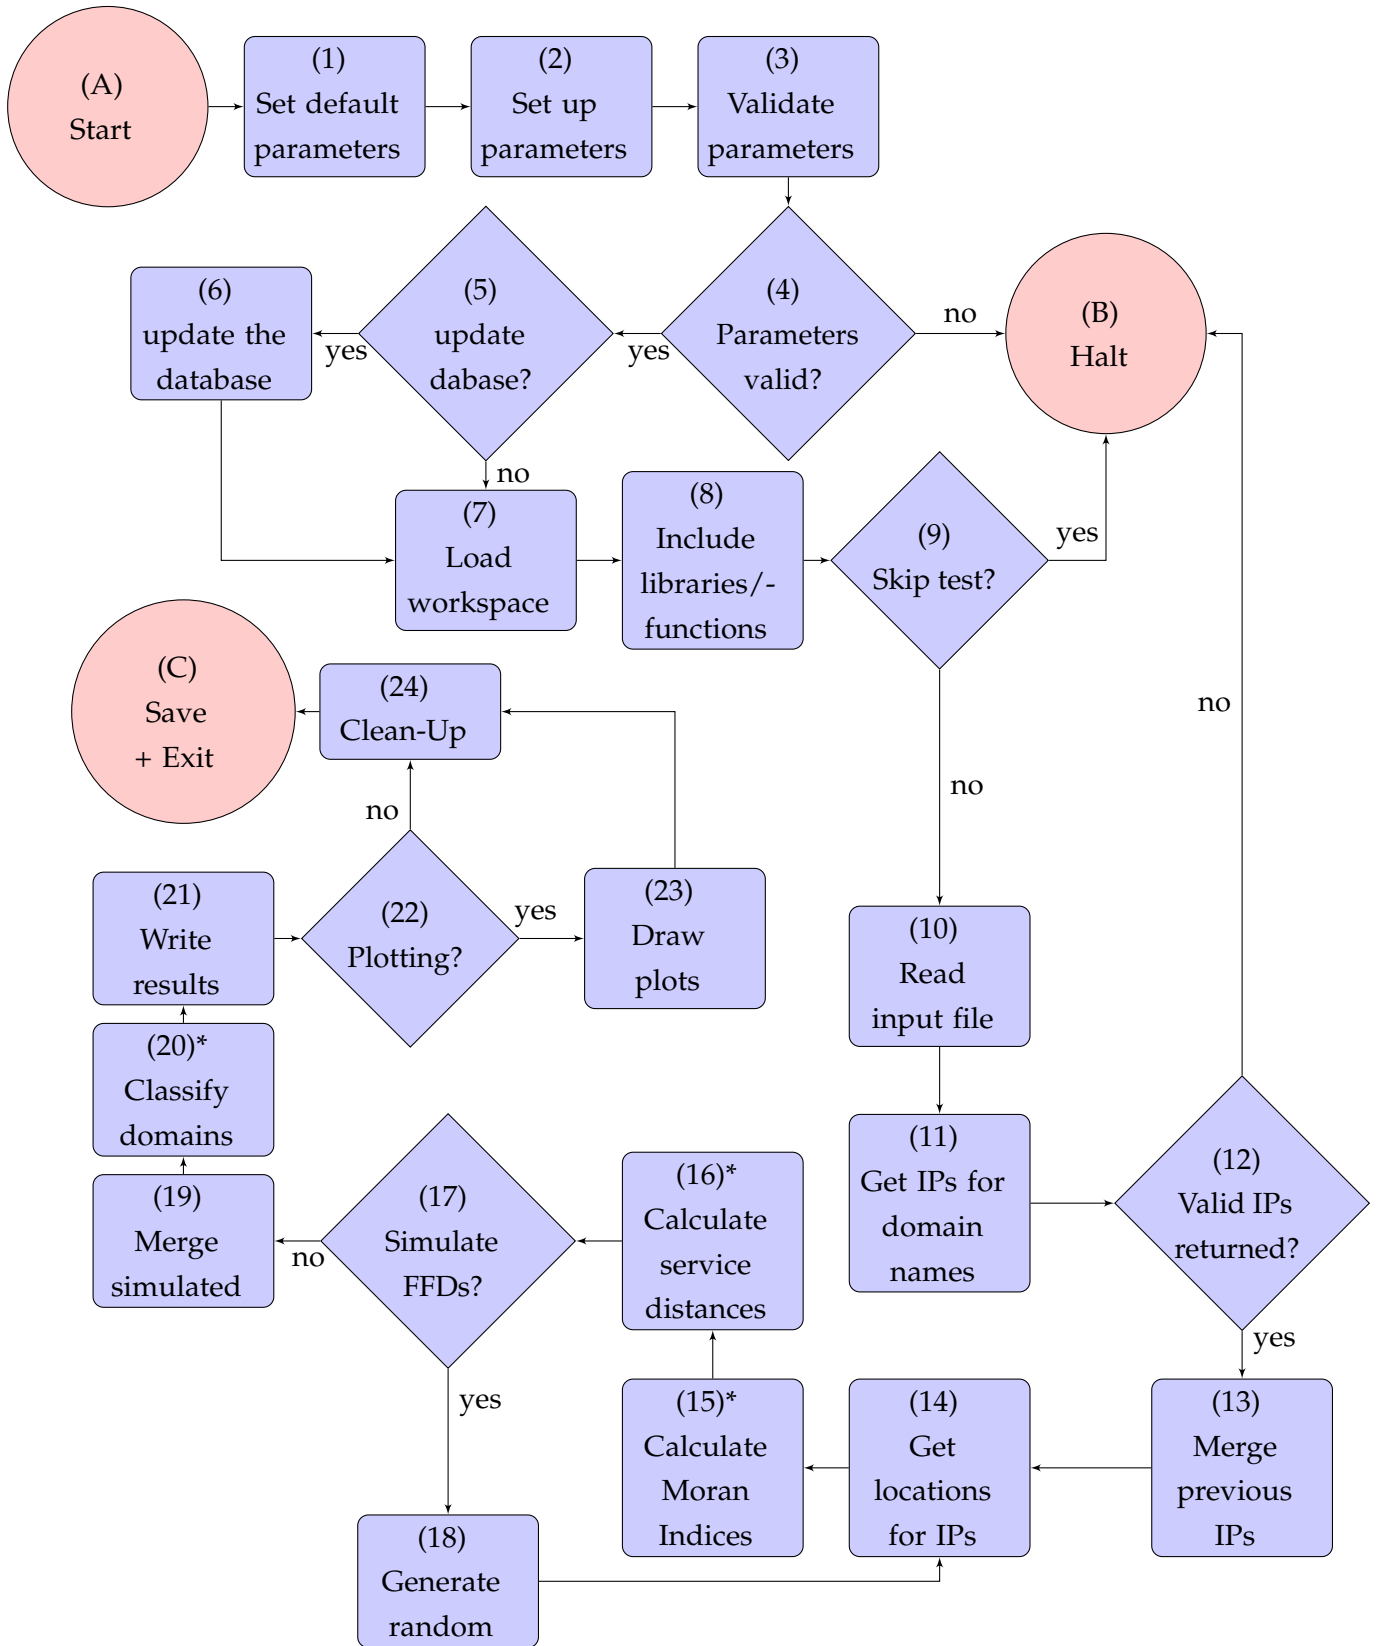 (A)
Start
(1)
Set default
parameters
(2)
Set up
parameters
(3)
Validate
parameters
(6)
update the
database
yes
(5)
update
dabase?
yes
(4)
Parameters
valid?
no
(B)
Halt
no
(7)
Load
workspace
(8)
Include
libraries/-
functions
(9)
Skip test?
yes
(C)
Save
+ Exit
(24)
Clean-Up
no
no
no
(21)
Write
results
(22)
Plotting?
yes
(23)
Draw
plots
(10)
Read
input file
(20)*
Classify
domains
(11)
Get IPs for
domain
names
(12)
Valid IPs
returned?
(19)
Merge
simulated
no
(17)
Simulate
FFDs?
(16)*
Calculate
service
distances
yes
yes
(15)*
Calculate
Moran
Indices
(14)
Get
locations
for IPs
(13)
Merge
previous
IPs
(18)
Generate
random